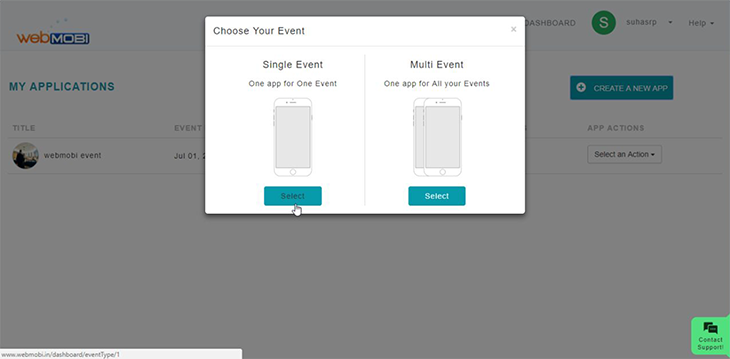 webMOBI
DASHBOARD
S
suhasrp
Help
Choose Your Event
×
Single Event
Multi Event
One app for One Event
One app for All your Events
Select
Select
MY APPLICATIONS
CREATE A NEW APP
TITLE
EVENT
APP ACTIONS
webmobi event
Jul 01, 2
Select an Action
Contact
Support!
www.webmobi.in/dashboard/eventType/1